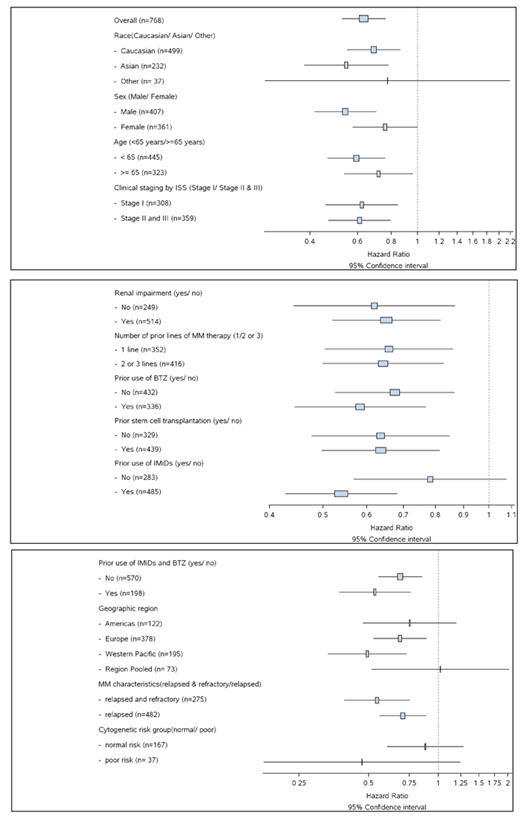 Overall (n=768)
Race(Caucasian/ Asian/ Other)
- Caucasian (n=499)
- Asian (n=232)
- Other (n= 37)
Sex (Male/ Female)
- Male (n=407)
- Female (n=361)
Age (<65 years/>=65 years)
- < 65 (n=445)
- >= 65 (n=323)
Clinical staging by ISS (Stage I/ Stage II & III)
- Stage I (n=308)
- Stage II and III (n=359)
0.4 0.6 0.8 1 1.2 1.4 1.6 1.8 2 2.2
Hazard Ratio
95% Confidence interval
Renal impairment (yes/ no)
- No (n=249)
- Yes (n=514)
Number of prior lines of MM therapy (1/2 or 3)
- 1 line (n=352)
- 2 or 3 lines (n=416)
Prior use of BTZ (yes/ no)
- No (n=432)
- Yes (n=336)
Prior stem cell transplantation (yes/ no)
- No (n=329)
- Yes (n=439)
Prior use of IMiDs (yes/ no)
- No (n=283)
- Yes (n=485)
0.4 0.5 0.6 0.7 0.8 0.9 1 1.1
Hazard Ratio
95% Confidence interval
Prior use of IMiDs and BTZ (yes/ no)
- No (n=570)
- Yes (n=198)
Geographic region
- Americas (n=122)
- Europe (n=378)
- Western Pacific (n=195)
- Region Pooled (n= 73)
MM characteristics(relapsed & refractory/relapsed)
- relapsed and refractory (n=275)
- relapsed (n=482)
Cytogenetic risk group(normal/ poor)
- normal risk (n=167)
- poor risk (n= 37)
0.25 0.5 0.75 1 1.25 1.5 1.75 2
Hazard Ratio
95% Confidence interval